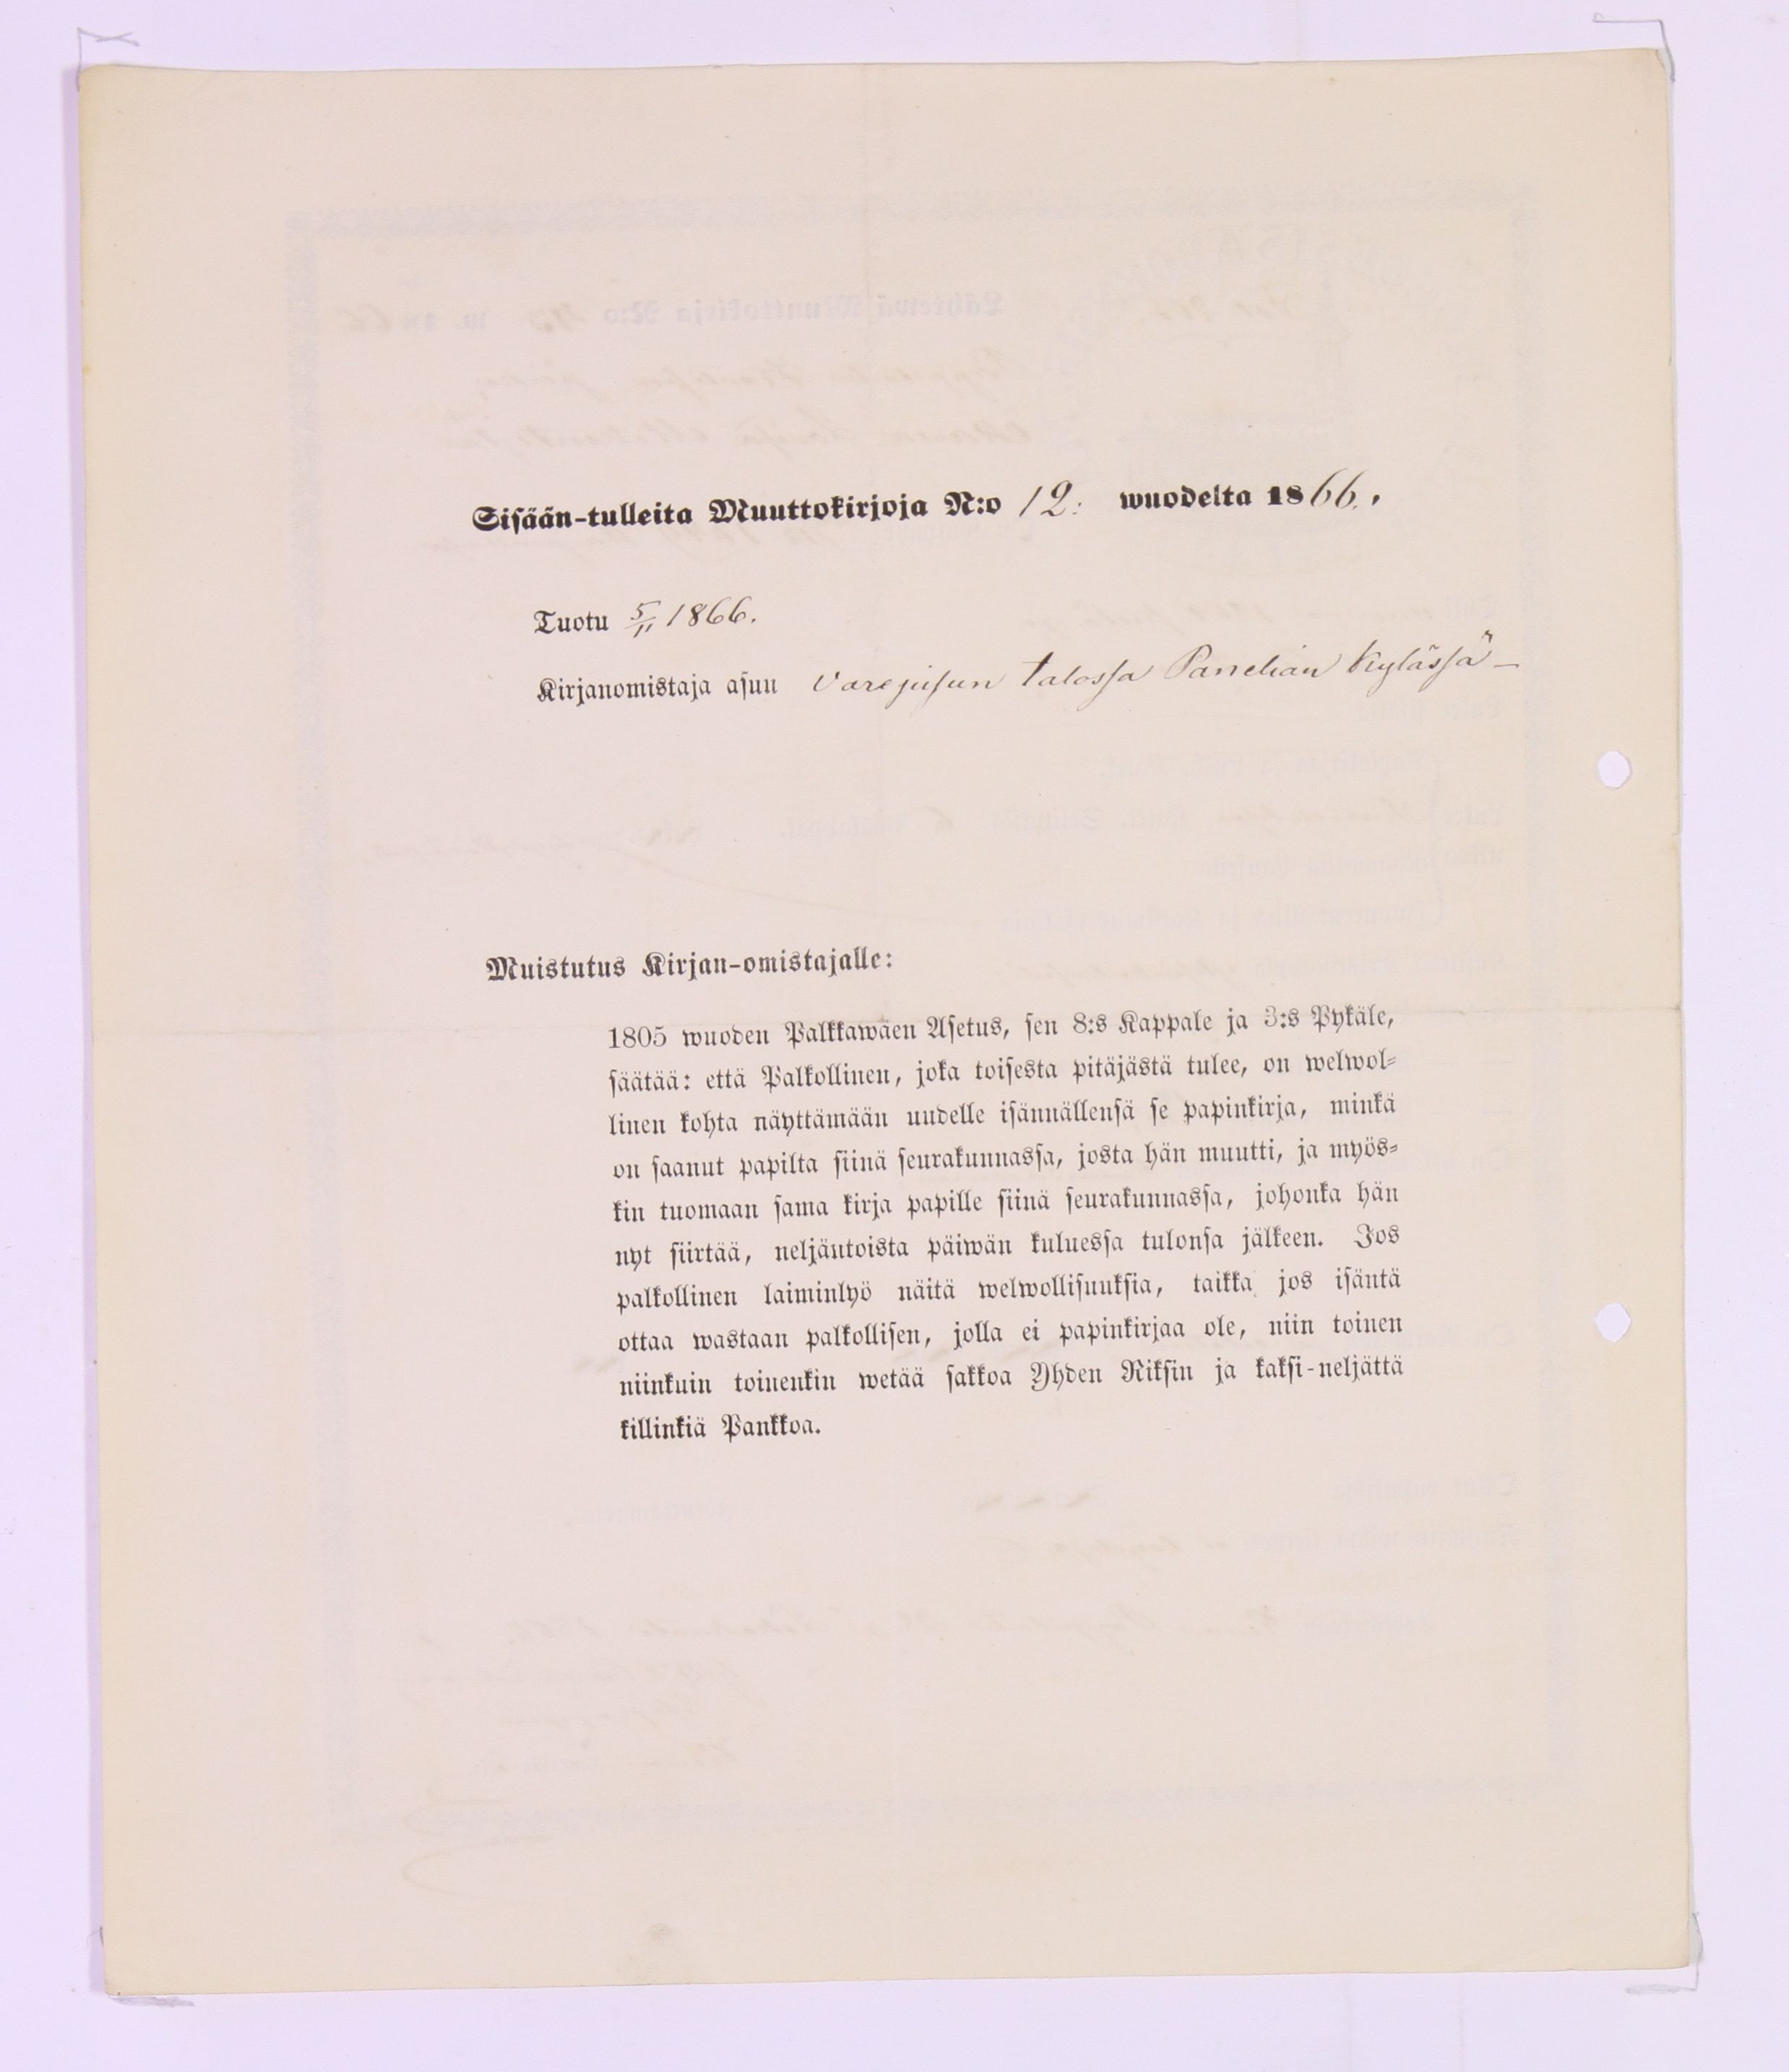 Sisään-tulleita Muuttokirjoja N:o 12. wuodelta 1866.
Tuotu 5/11 1866.
Kirjanomistaja asuu talossa Panelian kylässä –
Muistutus Kirjan-omistajalle:
1805 wuoden Palkkawäen Asetus, sen 8:s Kappale ja 3:s Pykäle,
säätää: että Palkollinen, joka toisesta pitäjästä tulee, on welwol-
linen kohta näyttämään uudelle isännällensä se papinkirja, minkä
on saanut papilta siinä seurakunnassa, josta hän muutti, ja myös-
kin tuomaan sama kirja papille siinä seurakunnassa, johonka hän
nyt siirtää, neljäntoista päiwän kuluessa tulonsa jälkeen. Jos
palkollinen laiminlyö näitä welwollisuuksia, taikka jos isäntä
ottaa wastaan palkollisen, jolla ei papinkirjaa ole, niin toinen
niinkuin toinenkin wetää sakkoa Yhden Riksin ja kaksi-neljättä
killinkiä Pankkoa.